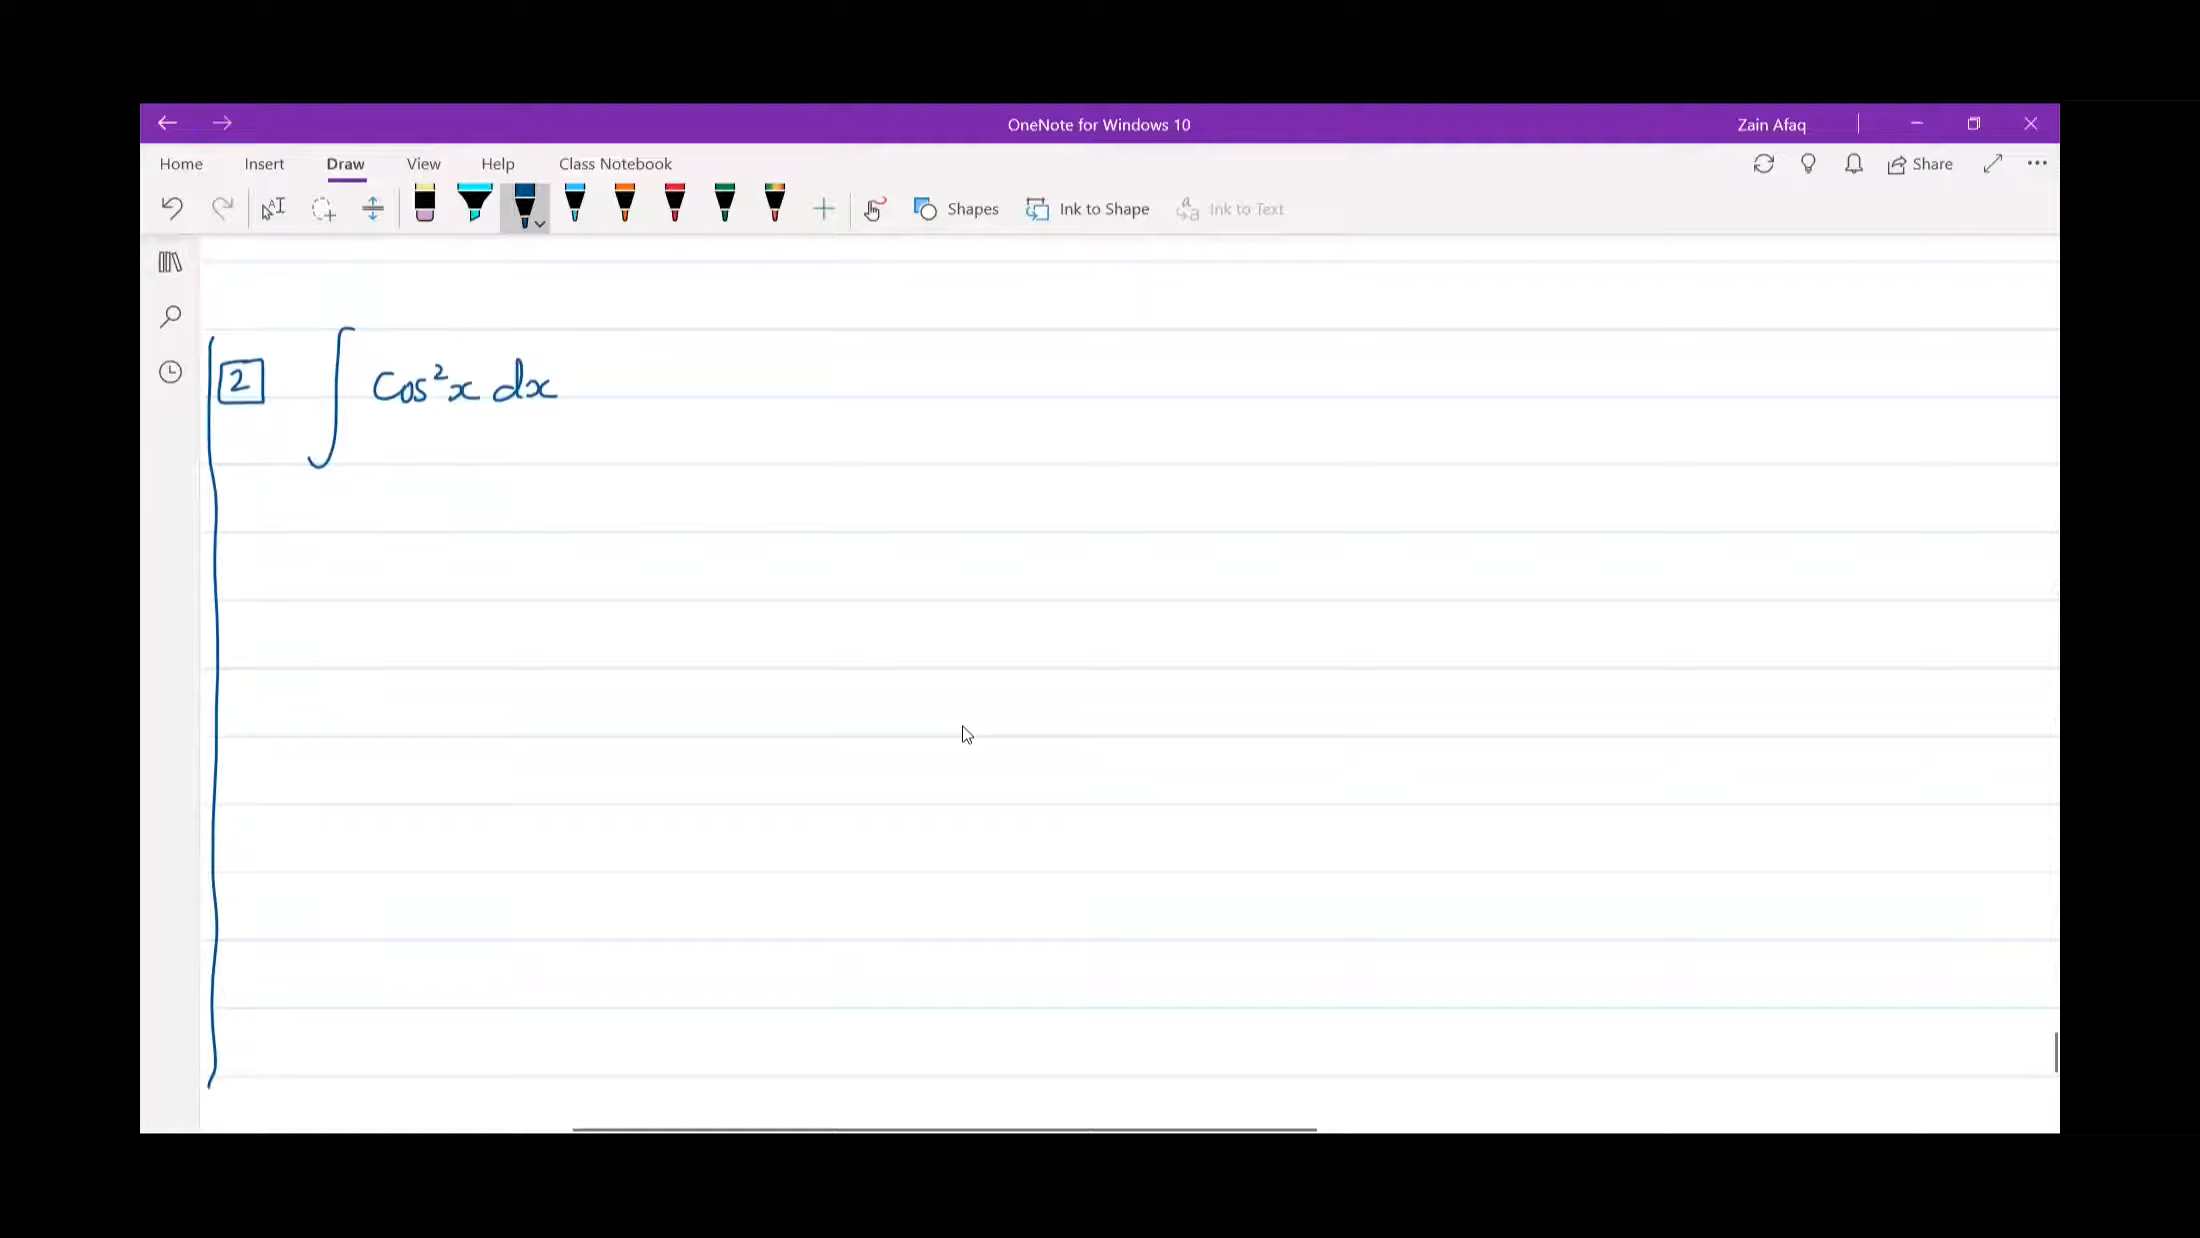 OneNote for Windows 10
Zain Afaq
Home Insert Draw View Help Class Notebook
Share
Shapes Ink to Shape Ink to Text
2 ∫ cos²x dx